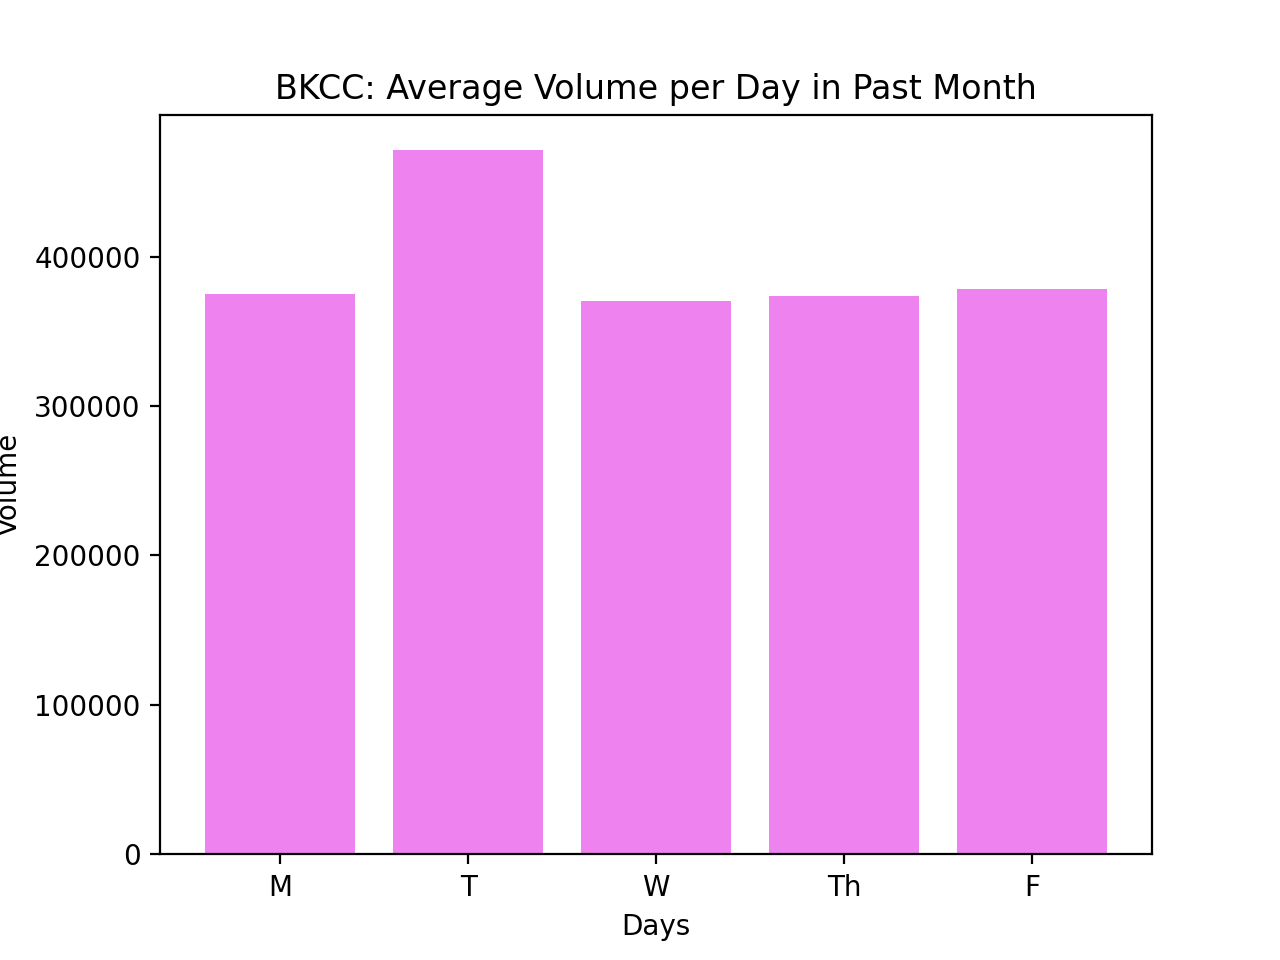 BKCC: Average Volume per Day in Past Month
400000
300000
200000
100000
0
Volume
M T W Th F
Days